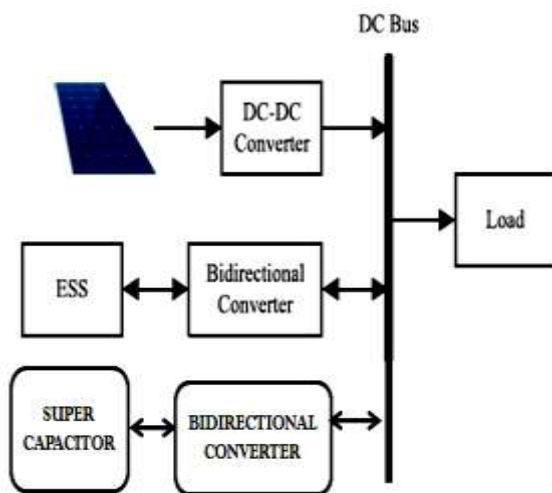 DC Bus
DC-DC
Converter
Load
ESS
Bidirectional
Converter
SUPER
CAPACITOR
BIDIRECTIONAL
CONVERTER